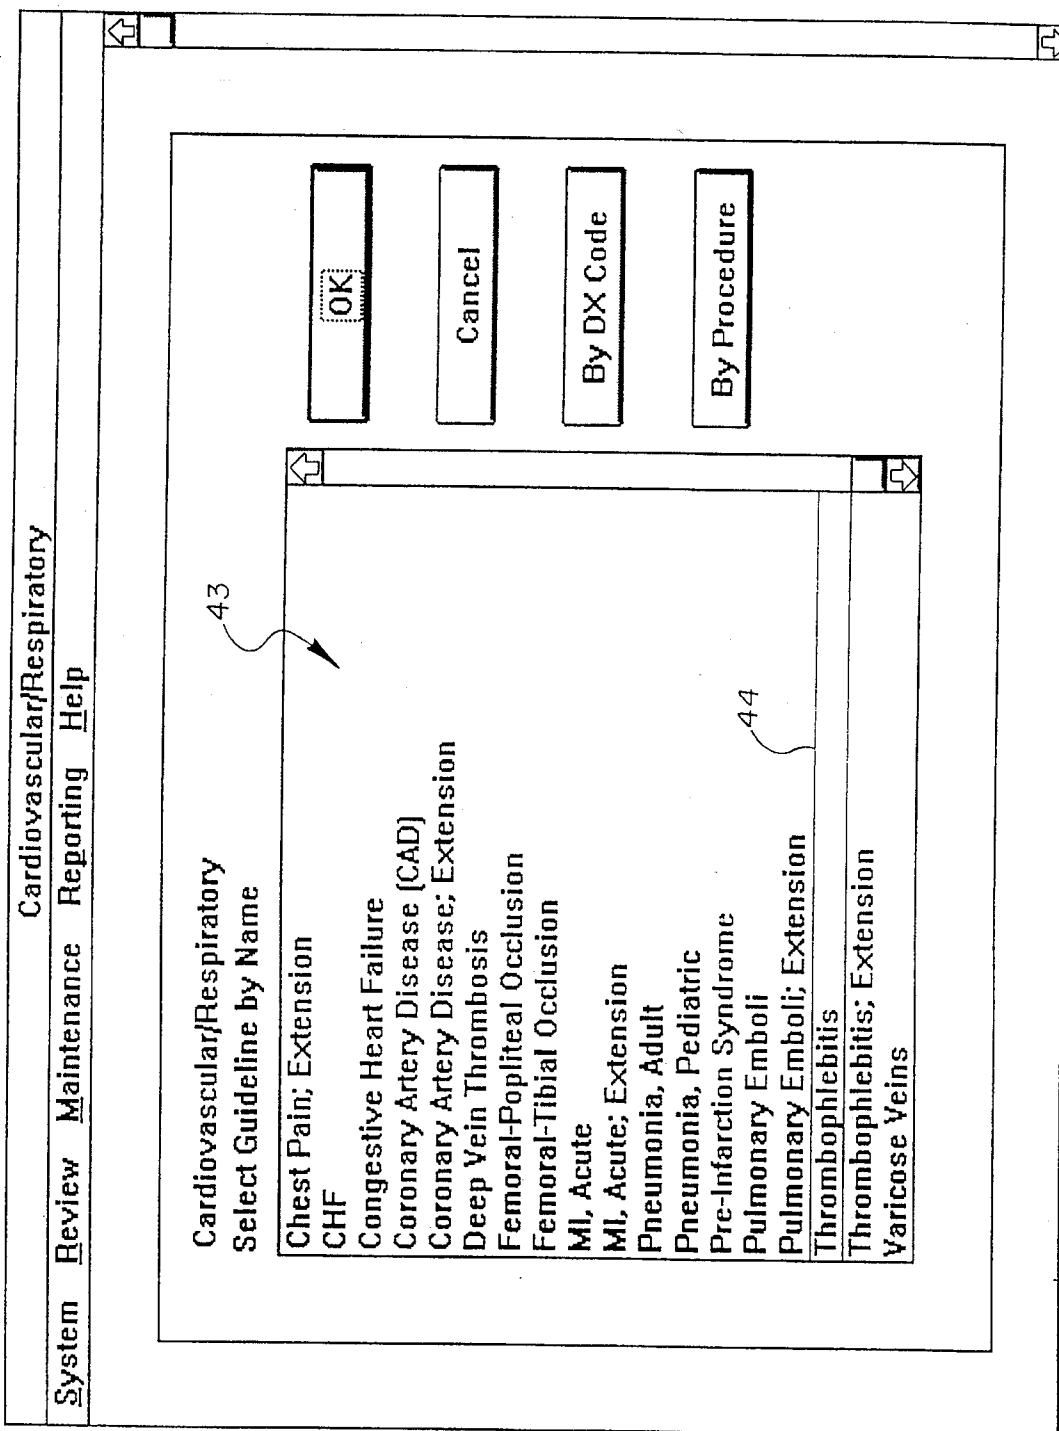 Cardiovascular/Respiratory
System Review Maintenance Reporting Help
Cardiovascular/Respiratory
Select Guideline by Name
43
Chest Pain; Extension
CHF
Congestive Heart Failure
Coronary Artery Disease [CAD]
Coronary Artery Disease; Extension
Deep Vein Thrombosis
Femoral-Popliteal Occlusion
Femoral-Tibial Occlusion
MI, Acute
MI, Acute; Extension
Pneumonia, Adult
Pneumonia, Pediatric
Pre-Infarction Syndrome
Pulmonary Emboli
Pulmonary Emboli; Extension
44
Thrombophlebitis
Thrombophlebitis; Extension
Varicose Veins
OK
Cancel
By DX Code
By Procedure